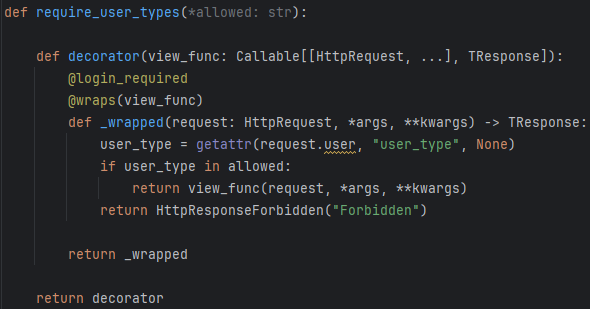 def require_user_types(*allowed: str):
def decorator(view_func: Callable[[HttpRequest, ...], TResponse]):
@login_required
@wraps(view_func)
def _wrapped(request: HttpRequest, *args, **kwargs) -> TResponse:
user_type = getattr(request.user, "user_type", None)
if user_type in allowed:
return view_func(request, *args, **kwargs)
return HttpResponseForbidden("Forbidden")
return _wrapped
return decorator